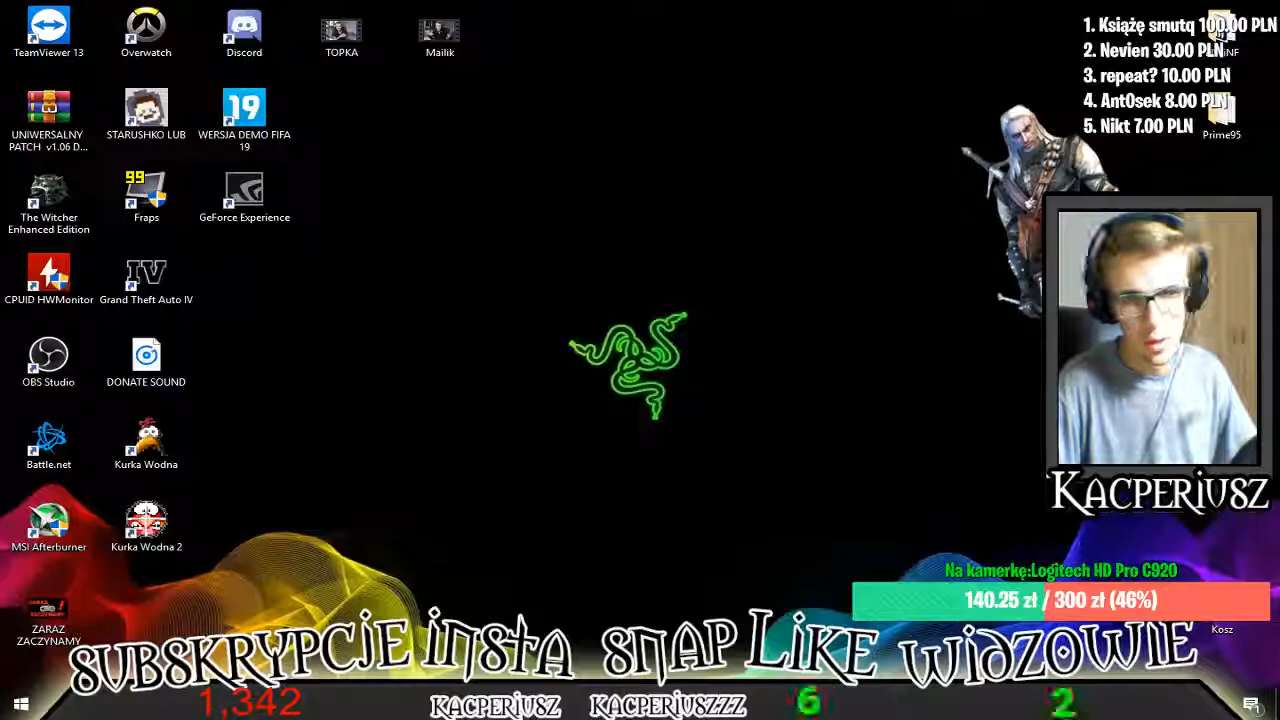 TeamViewer 13
Overwatch
Discord
TOPKA
Mailik
1. Książę smutq 100.00 PLN
2. Nevien 30.00 PLN
3. repeat? 10.00 PLN
4. Ant0sek 8.00 PLN
5. Nikt 7.00 PLN
Prime95
19
UNIWERSALNY
PATCH v1.06 D...
STARUSHKO LUB
WERSJA DEMO FIFA
19
99
The Witcher
Enhanced Edition
Fraps
GeForce Experience
IV
CPUID HWMonitor
Grand Theft Auto IV
OBS Studio
DONATE SOUND
Battle.net
Kurka Wodna
KACPERIUSZ
MSI Afterburner
Kurka Wodna 2
Na kamerkę:Logitech HD Pro C920
140.25 zł / 300 zł (46%)
ZARAZ
ZACZYNAMY
Kosz
SUBSKRYPCJE INSTA SNAP LIKE WIDZOWIE
1,342
KACPERIUSZ
KACPERIUSZZZ
6
2